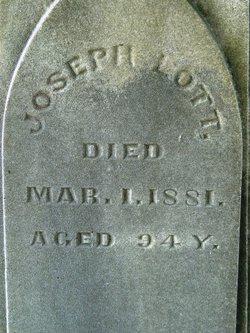 JOSEPH LOTT.
DIED
MAR. 1, 1881.
AGED 94 Y.